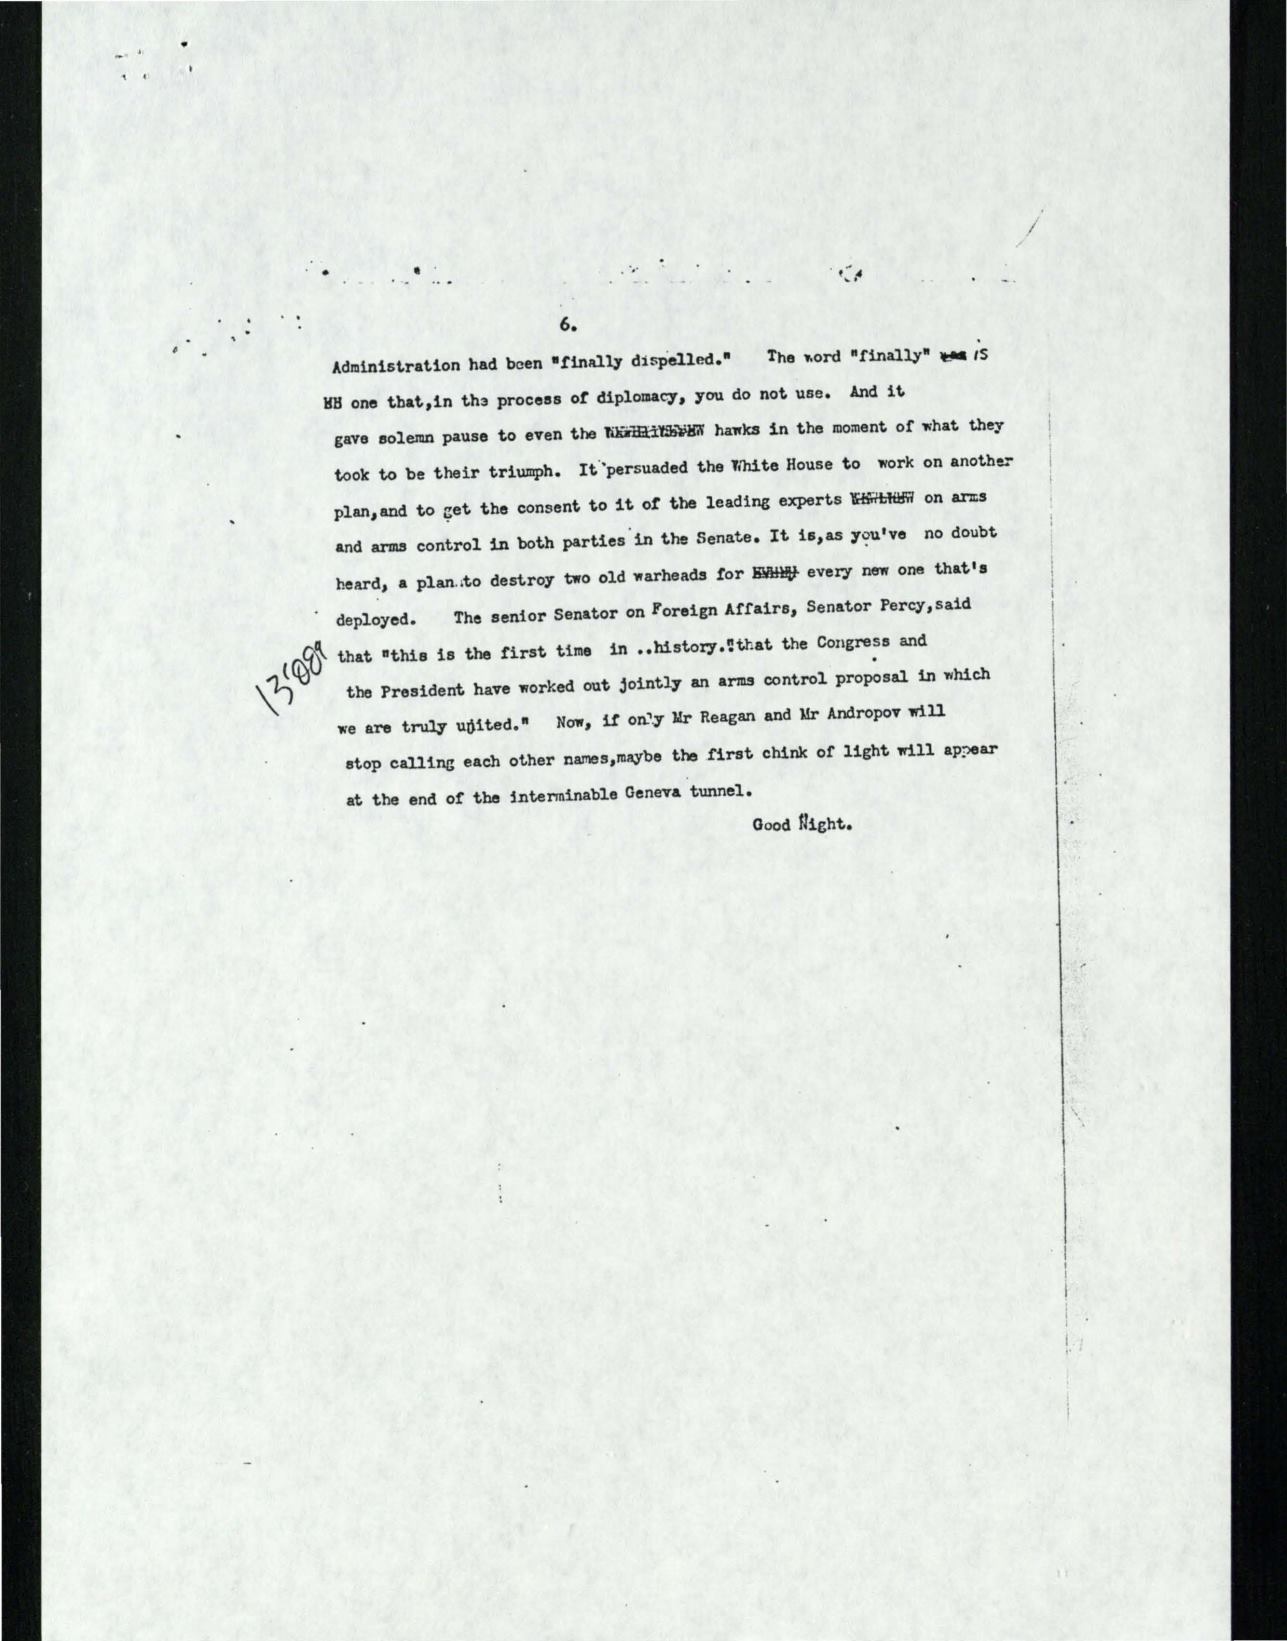 6.
Administration had been "finally dispelled." The word "finally" is
one that,in the process of diplomacy, you do not use. And it
gave solemn pause to even the hawks in the moment of what they
took to be their triumph. It persuaded the White House to work on another
plan,and to get the consent to it of the leading experts on arms
and arms control in both parties in the Senate. It is,as you've no doubt
heard, a plan..to destroy two old warheads for every new one that's
deployed. The senior Senator on Foreign Affairs, Senator Percy,said
that "this is the first time in ..history."that the Congress and
the President have worked out jointly an arms control proposal in which
we are truly united." Now, if only Mr Reagan and Mr Andropov will
stop calling each other names,maybe the first chink of light will appear
at the end of the interminable Geneva tunnel.
Good Night.